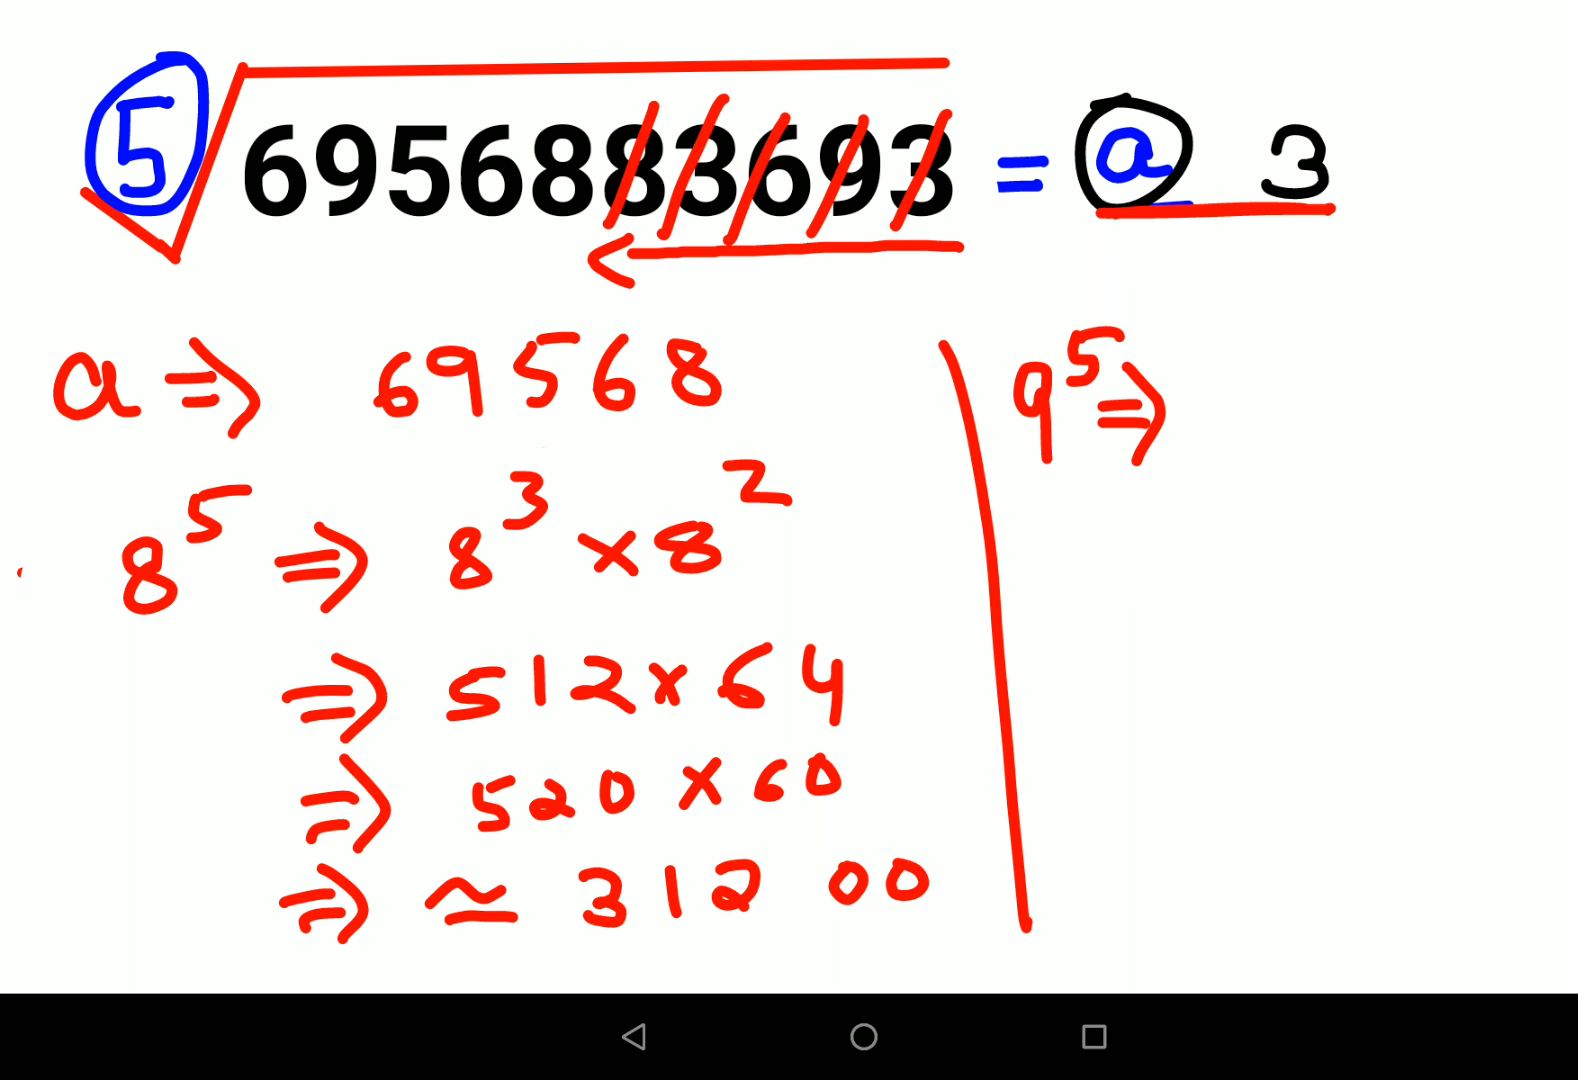 5 √6956883693 = a 3
a ⇒ 69568
8⁵ ⇒ 8³ × 8²
⇒ 512 × 64
⇒ 520 × 60
⇒ ≃ 31200
9⁵ ⇒